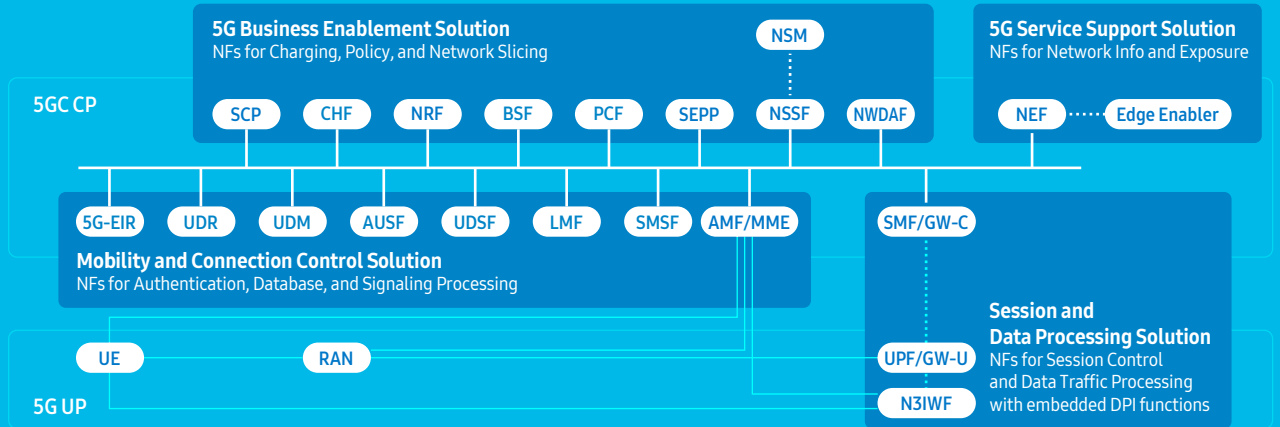 5G Business Enablement Solution
NFs for Charging, Policy, and Network Slicing
NSM
5G Service Support Solution
NFs for Network Info and Exposure
5GC CP
SCP
CHF
NRF
BSF
PCF
SEPP
NSSF
NWDAF
NEF
Edge Enabler
5G-EIR
UDR
UDM
AUSF
UDSF
LMF
SMSF
AMF/MME
SMF/GW-C
Mobility and Connection Control Solution
NFs for Authentication, Database, and Signaling Processing
Session and
Data Processing Solution
NFs for Session Control
and Data Traffic Processing
with embedded DPI functions
UE
RAN
UPF/GW-U
N3IWF
5G UP